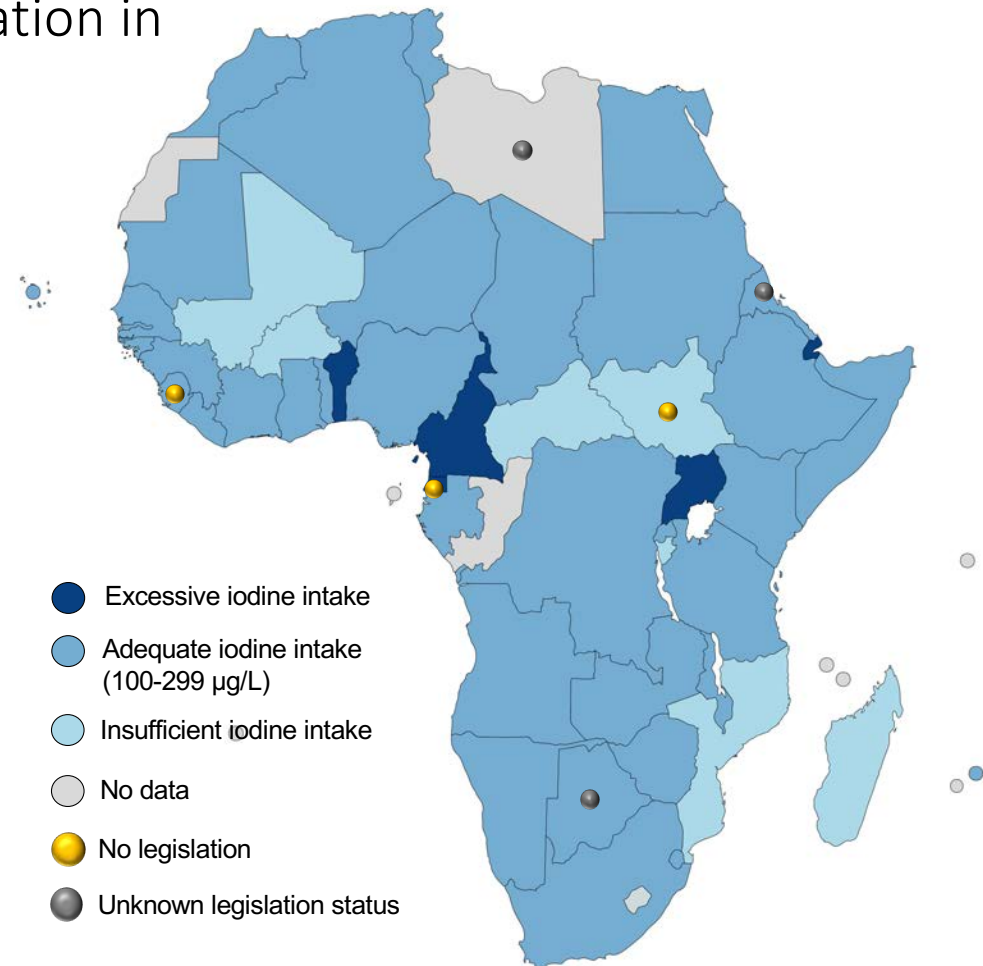 ation in
Excessive iodine intake
Adequate iodine intake
(100-299 µg/L)
Insufficient iodine intake
No data
No legislation
Unknown legislation status